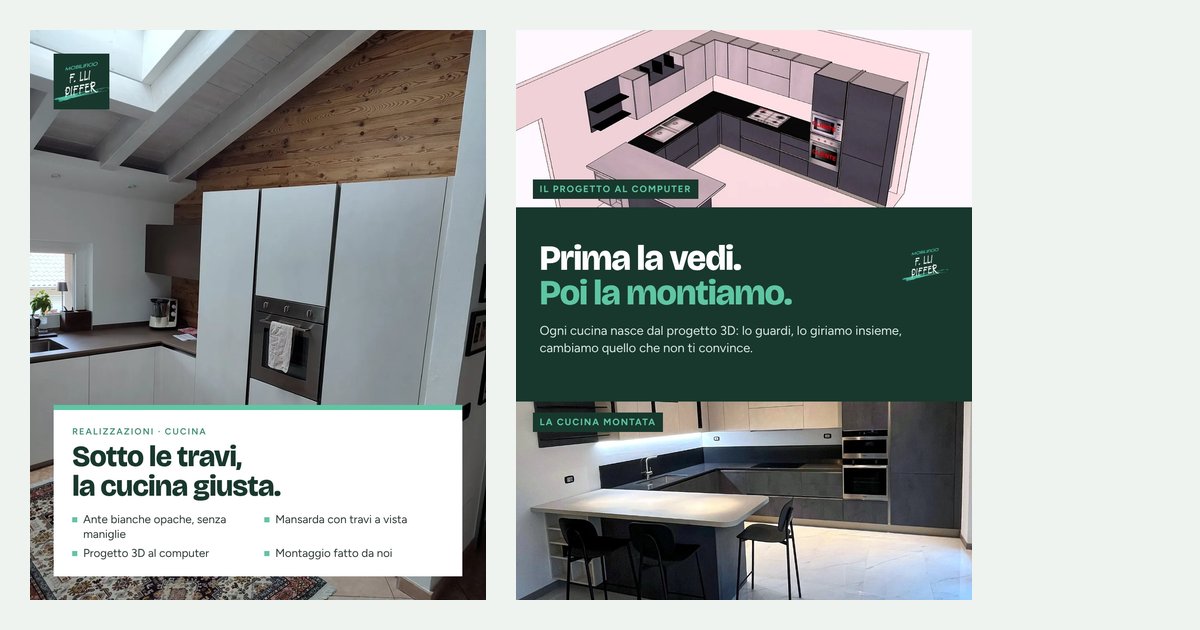 MOBILIFICIO
F. LLI
DIFFER
REALIZZAZIONI · CUCINA
Sotto le travi,
la cucina giusta.
Ante bianche opache, senza
maniglie
Mansarda con travi a vista
Progetto 3D al computer
Montaggio fatto da noi
IL PROGETTO AL COMPUTER
Prima la vedi.
Poi la montiamo.
MOBILIFICIO
F. LLI
DIFFER
Ogni cucina nasce dal progetto 3D: lo guardi, lo giriamo insieme,
cambiamo quello che non ti convince.
LA CUCINA MONTATA